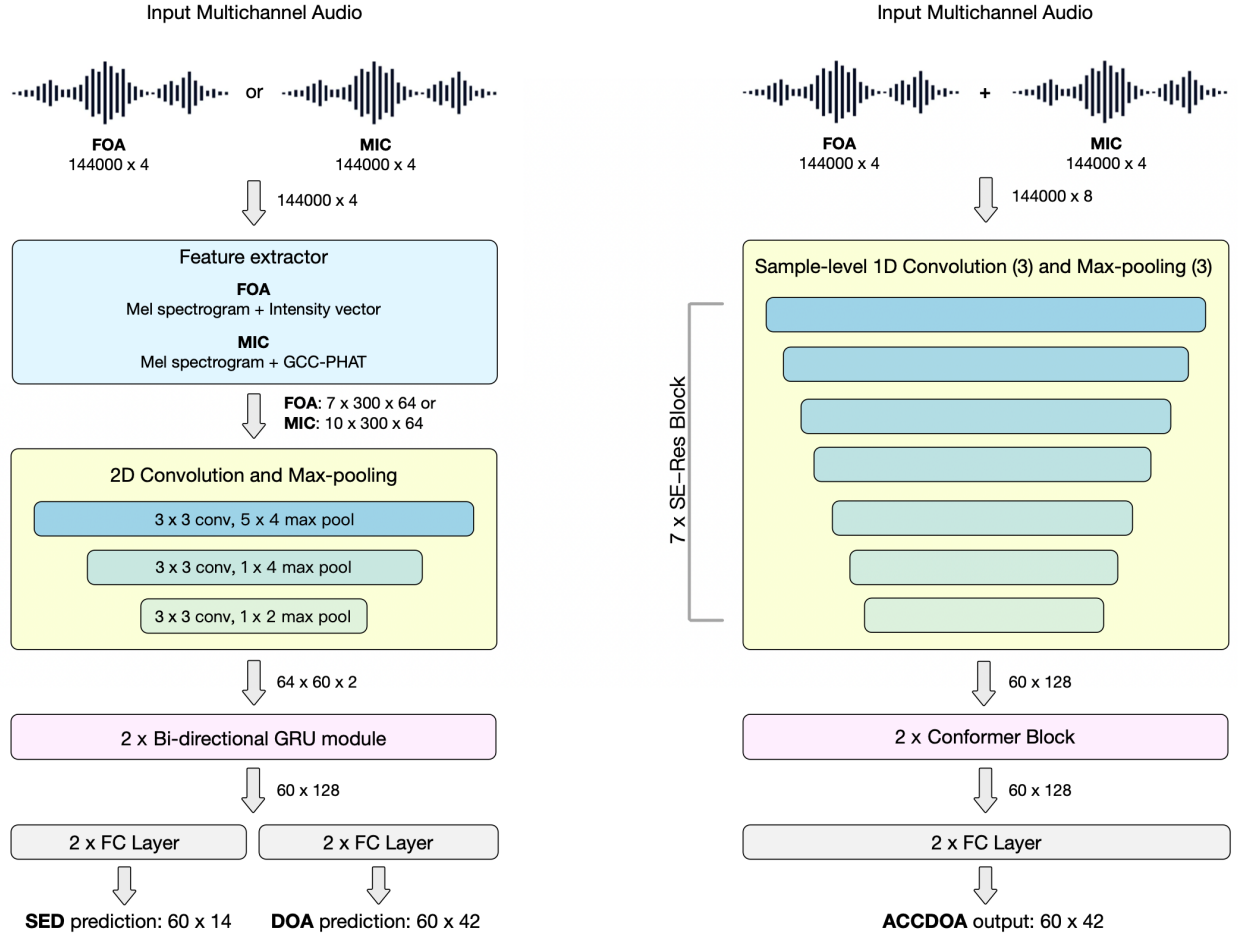 Input Multichannel Audio
or
FOA
144000 x 4
MIC
144000 x 4
144000 x 4
Feature extractor
FOA
Mel spectrogram + Intensity vector
MIC
Mel spectrogram + GCC-PHAT
FOA: 7 x 300 x 64 or
MIC: 10 x 300 x 64
2D Convolution and Max-pooling
3 x 3 conv, 5 x 4 max pool
3 x 3 conv, 1 x 4 max pool
3 x 3 conv, 1 x 2 max pool
64 x 60 x 2
2 x Bi-directional GRU module
60 x 128
2 x FC Layer
2 x FC Layer
SED prediction: 60 x 14
DOA prediction: 60 x 42
Input Multichannel Audio
+
FOA
144000 x 4
MIC
144000 x 4
144000 x 8
Sample-level 1D Convolution (3) and Max-pooling (3)
7 x SE–Res Block
60 x 128
2 x Conformer Block
60 x 128
2 x FC Layer
ACCDOA output: 60 x 42